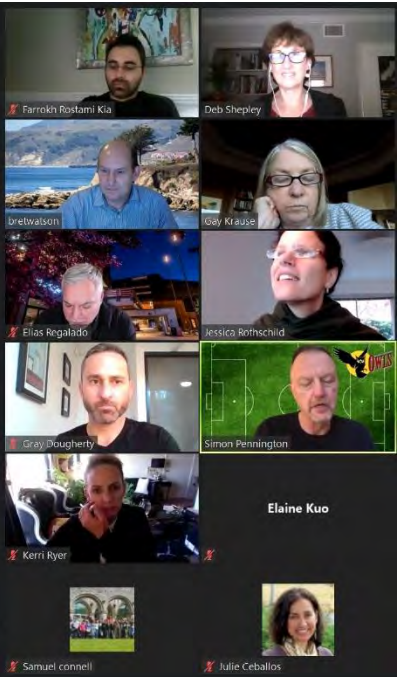 Farrokh Rostami Kia
Deb Shepley
bretwatson
Gay Krause
Elias Regalado
Jessica Rothschild
OWLS
Gray Dougherty
Simon Pennington
Kerri Ryer
Elaine Kuo
Samuel connell
Julie Ceballos